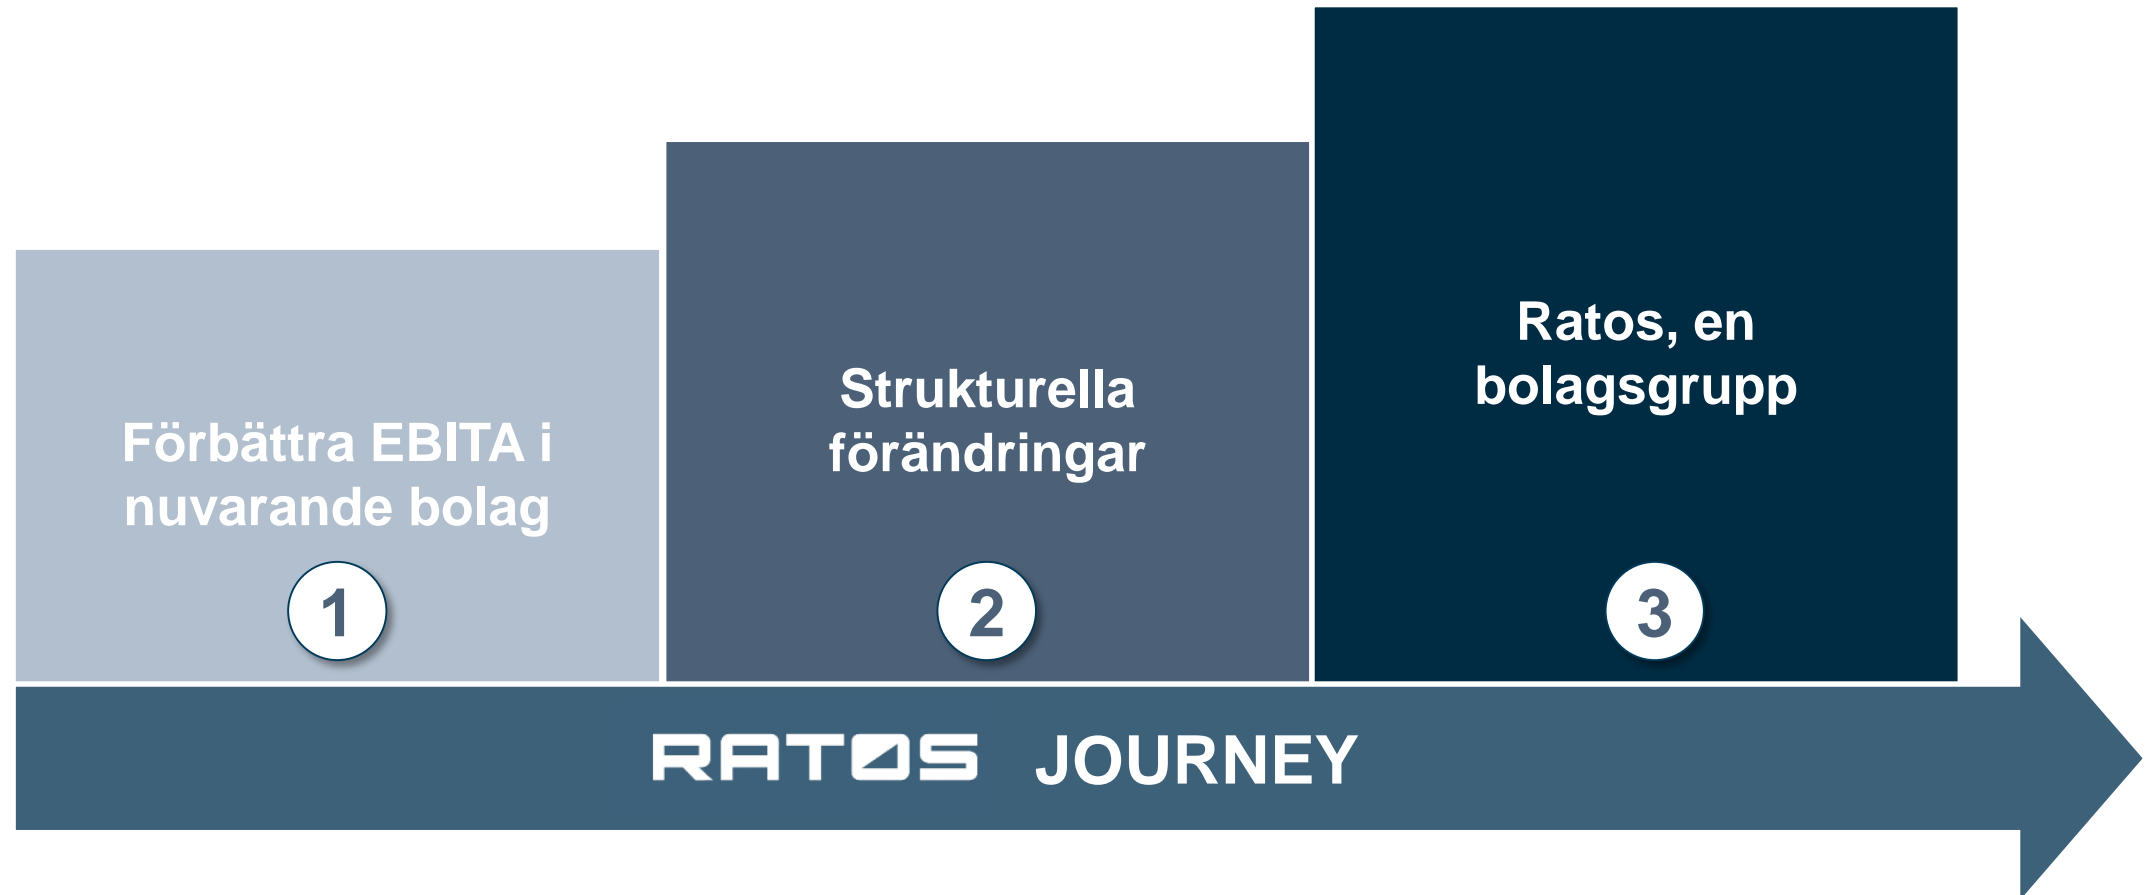 Förbättra EBITA i
nuvarande bolag
1
Strukturella
förändringar
2
Ratos, en
bolagsgrupp
3
RATOS JOURNEY